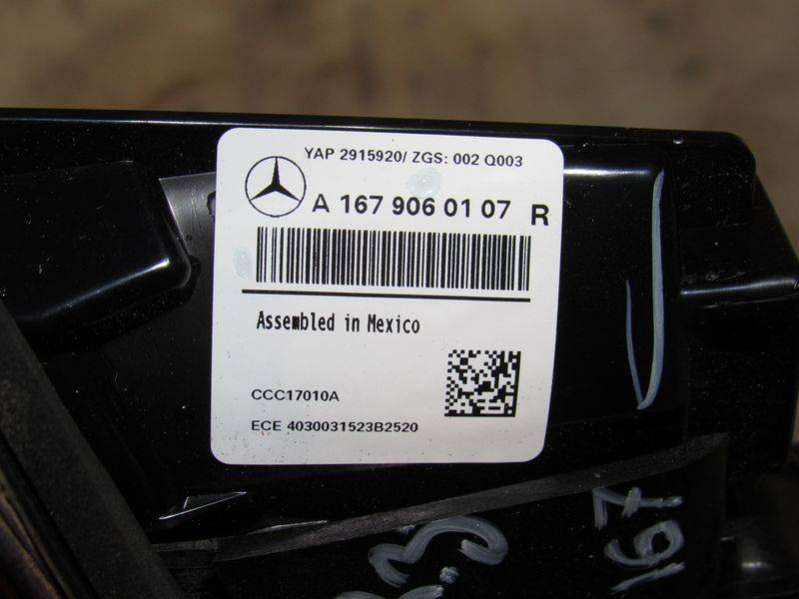 YAP 2915920/ ZGS: 002 Q003
A 167 906 01 07 R
Assembled in Mexico
CCC17010A
ECE 4030031523B2520
167